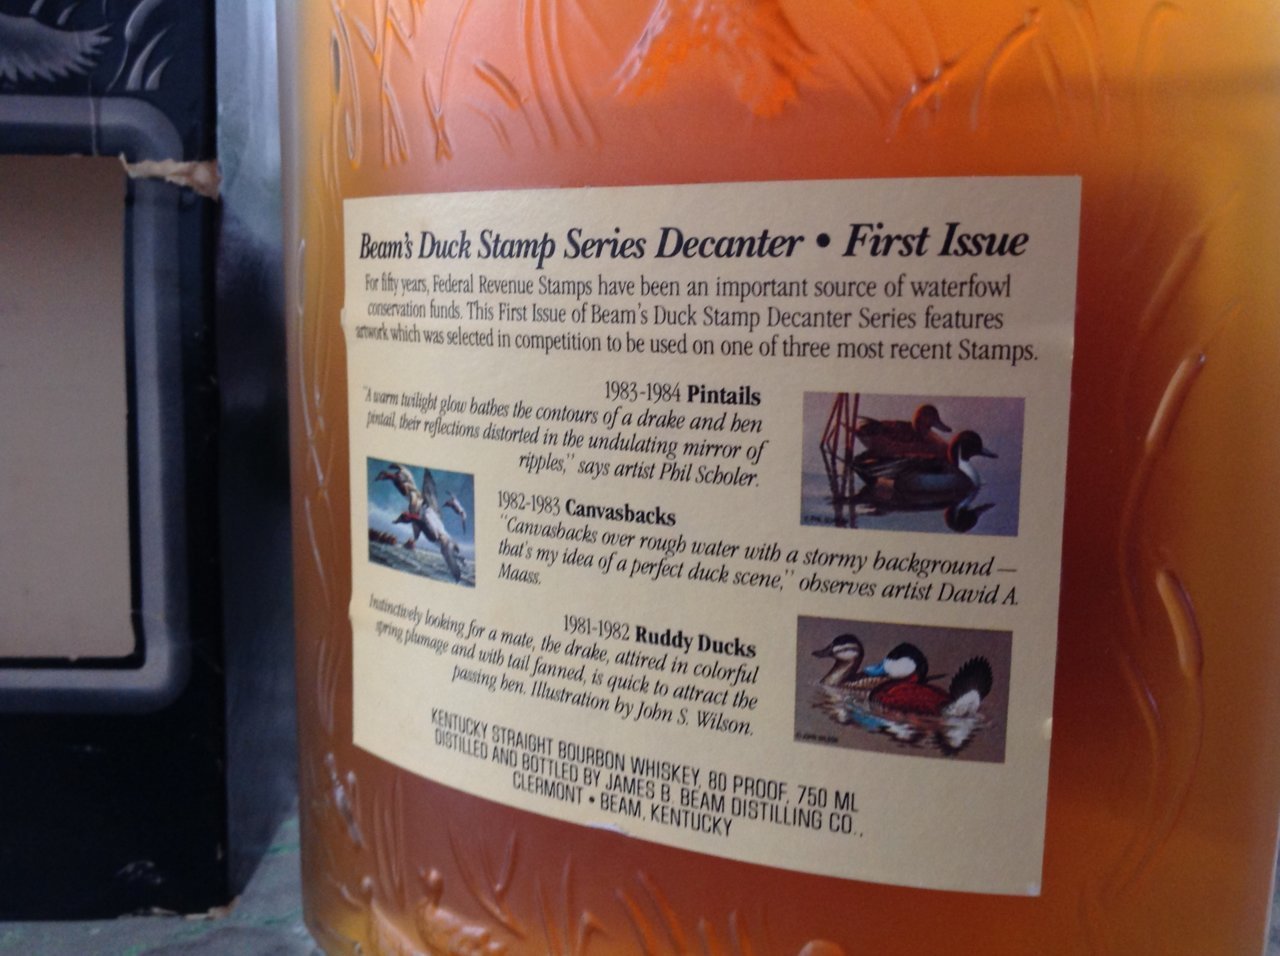 Beam's Duck Stamp Series Decanter • First Issue
For fifty years, Federal Revenue Stamps have been an important source of waterfowl
conservation funds. This First Issue of Beam's Duck Stamp Decanter Series features
artwork which was selected in competition to be used on one of three most recent Stamps.
1983-1984 Pintails
"A warm twilight glow bathes the contours of a drake and hen
pintail, their reflections distorted in the undulating mirror of
ripples," says artist Phil Scholer.
1982-1983 Canvasbacks
"Canvasbacks over rough water with a stormy background—
that's my idea of a perfect duck scene," observes artist David A.
Maass.
1981-1982 Ruddy Ducks
Instinctively looking for a mate, the drake, attired in colorful
spring plumage and with tail fanned, is quick to attract the
passing hen. Illustration by John S. Wilson.
KENTUCKY STRAIGHT BOURBON WHISKEY, 80 PROOF, 750 ML
DISTILLED AND BOTTLED BY JAMES B. BEAM DISTILLING CO.,
CLERMONT • BEAM, KENTUCKY